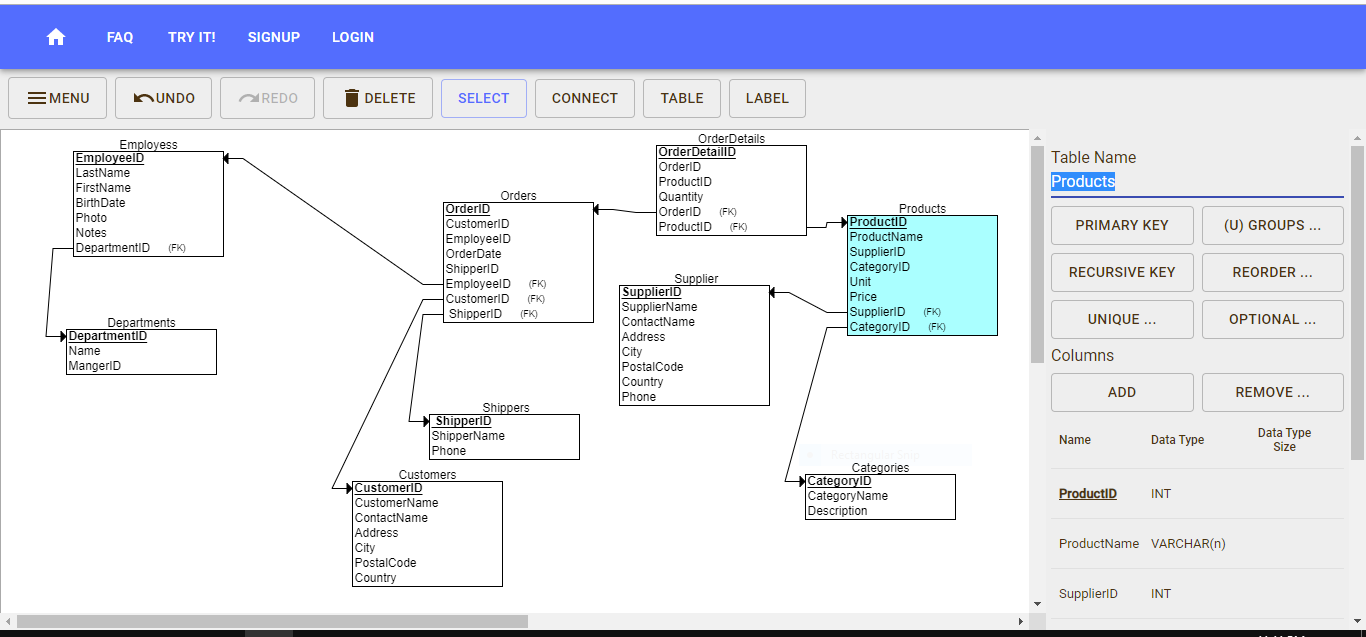 FAQ TRY IT! SIGNUP LOGIN
MENU UNDO REDO DELETE SELECT CONNECT TABLE LABEL
Employess
EmployeeID
LastName
FirstName
BirthDate
Photo
Notes
DepartmentID (FK)
Departments
DepartmentID
Name
MangerID
Orders
OrderID
CustomerID
EmployeeID
OrderDate
ShipperID
EmployeeID (FK)
CustomerID (FK)
ShipperID (FK)
Shippers
ShipperID
ShipperName
Phone
Customers
CustomerID
CustomerName
ContactName
Address
City
PostalCode
Country
OrderDetails
OrderDetailID
OrderID
ProductID
Quantity
OrderID (FK)
ProductID (FK)
Supplier
SupplierID
SupplierName
ContactName
Address
City
PostalCode
Country
Phone
Products
ProductID
ProductName
SupplierID
CategoryID
Unit
Price
SupplierID (FK)
CategoryID (FK)
Categories
CategoryID
CategoryName
Description
Table Name
Products
PRIMARY KEY (U) GROUPS ...
RECURSIVE KEY REORDER ...
UNIQUE ... OPTIONAL ...
Columns
ADD REMOVE ...
Name Data Type Data Type
Size
ProductID INT
ProductName VARCHAR(n)
SupplierID INT